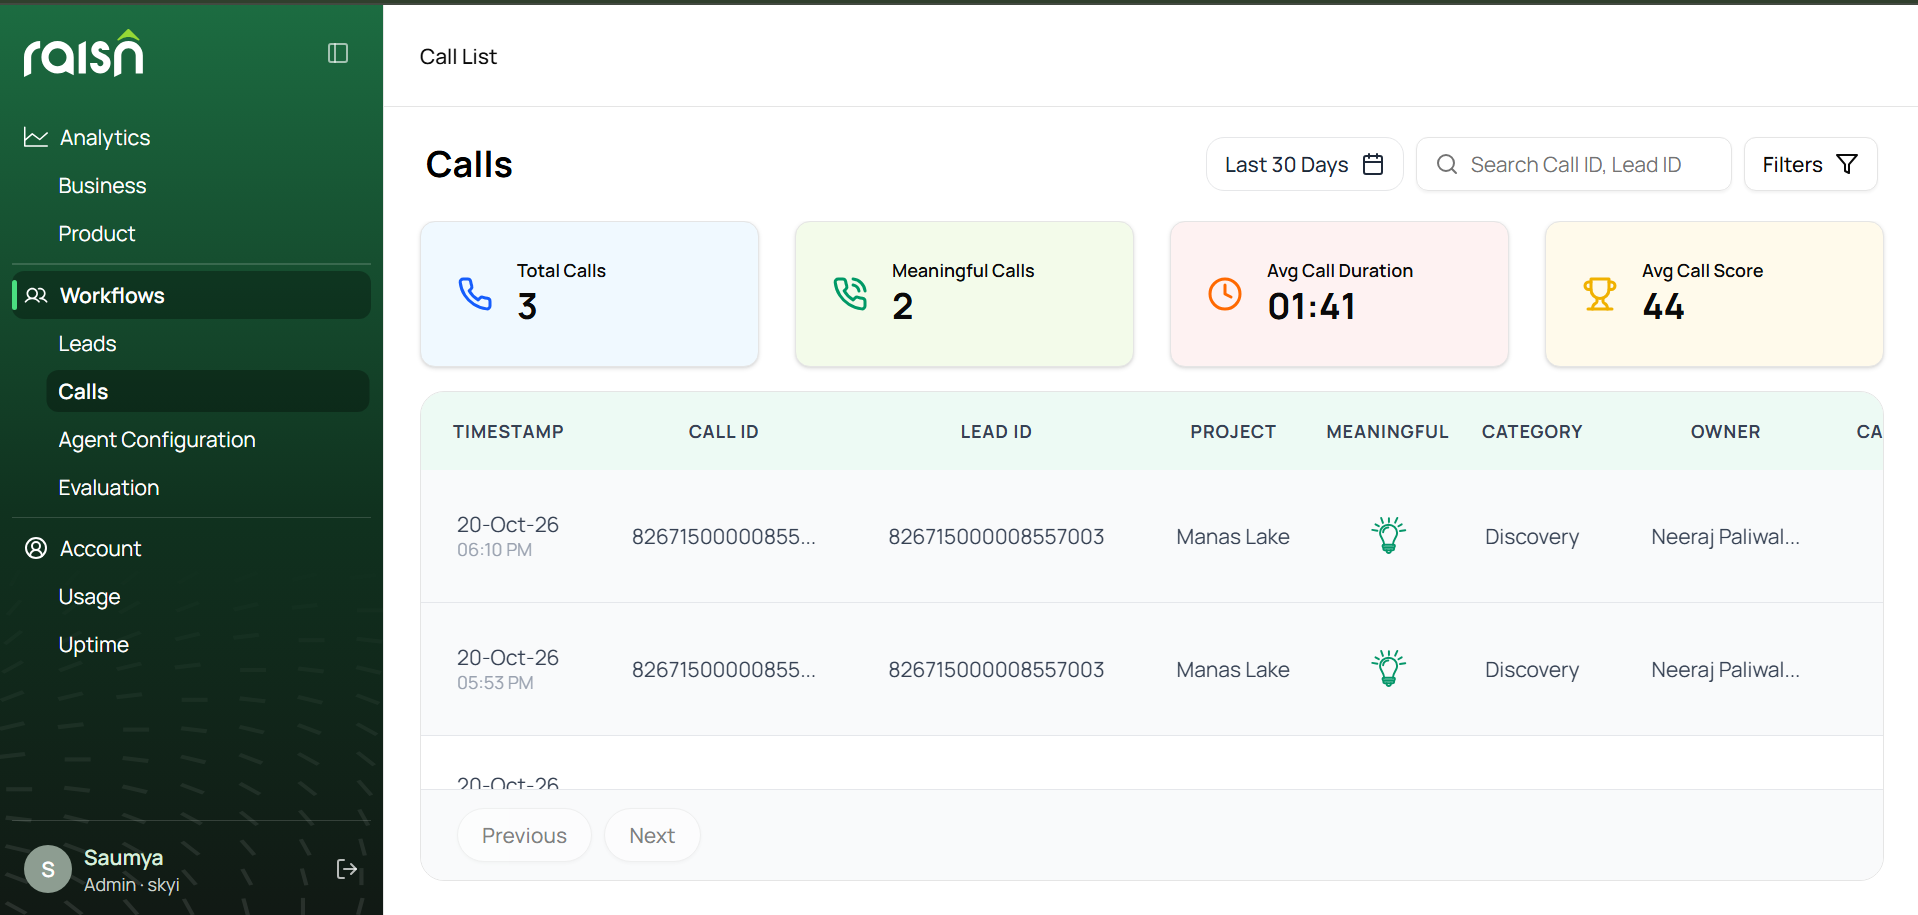 raisn
Call List
Analytics
Business
Product
Workflows
Leads
Calls
Agent Configuration
Evaluation
Account
Usage
Uptime
S
Saumya
Admin · skyi
Calls
Last 30 Days
Search Call ID, Lead ID
Filters
Total Calls
3
Meaningful Calls
2
Avg Call Duration
01:41
Avg Call Score
44
TIMESTAMP CALL ID LEAD ID PROJECT MEANINGFUL CATEGORY OWNER CA
20-Oct-26
06:10 PM
82671500000855... 826715000008557003 Manas Lake Discovery Neeraj Paliwal...
20-Oct-26
05:53 PM
82671500000855... 826715000008557003 Manas Lake Discovery Neeraj Paliwal...
20-Oct-26
Previous Next